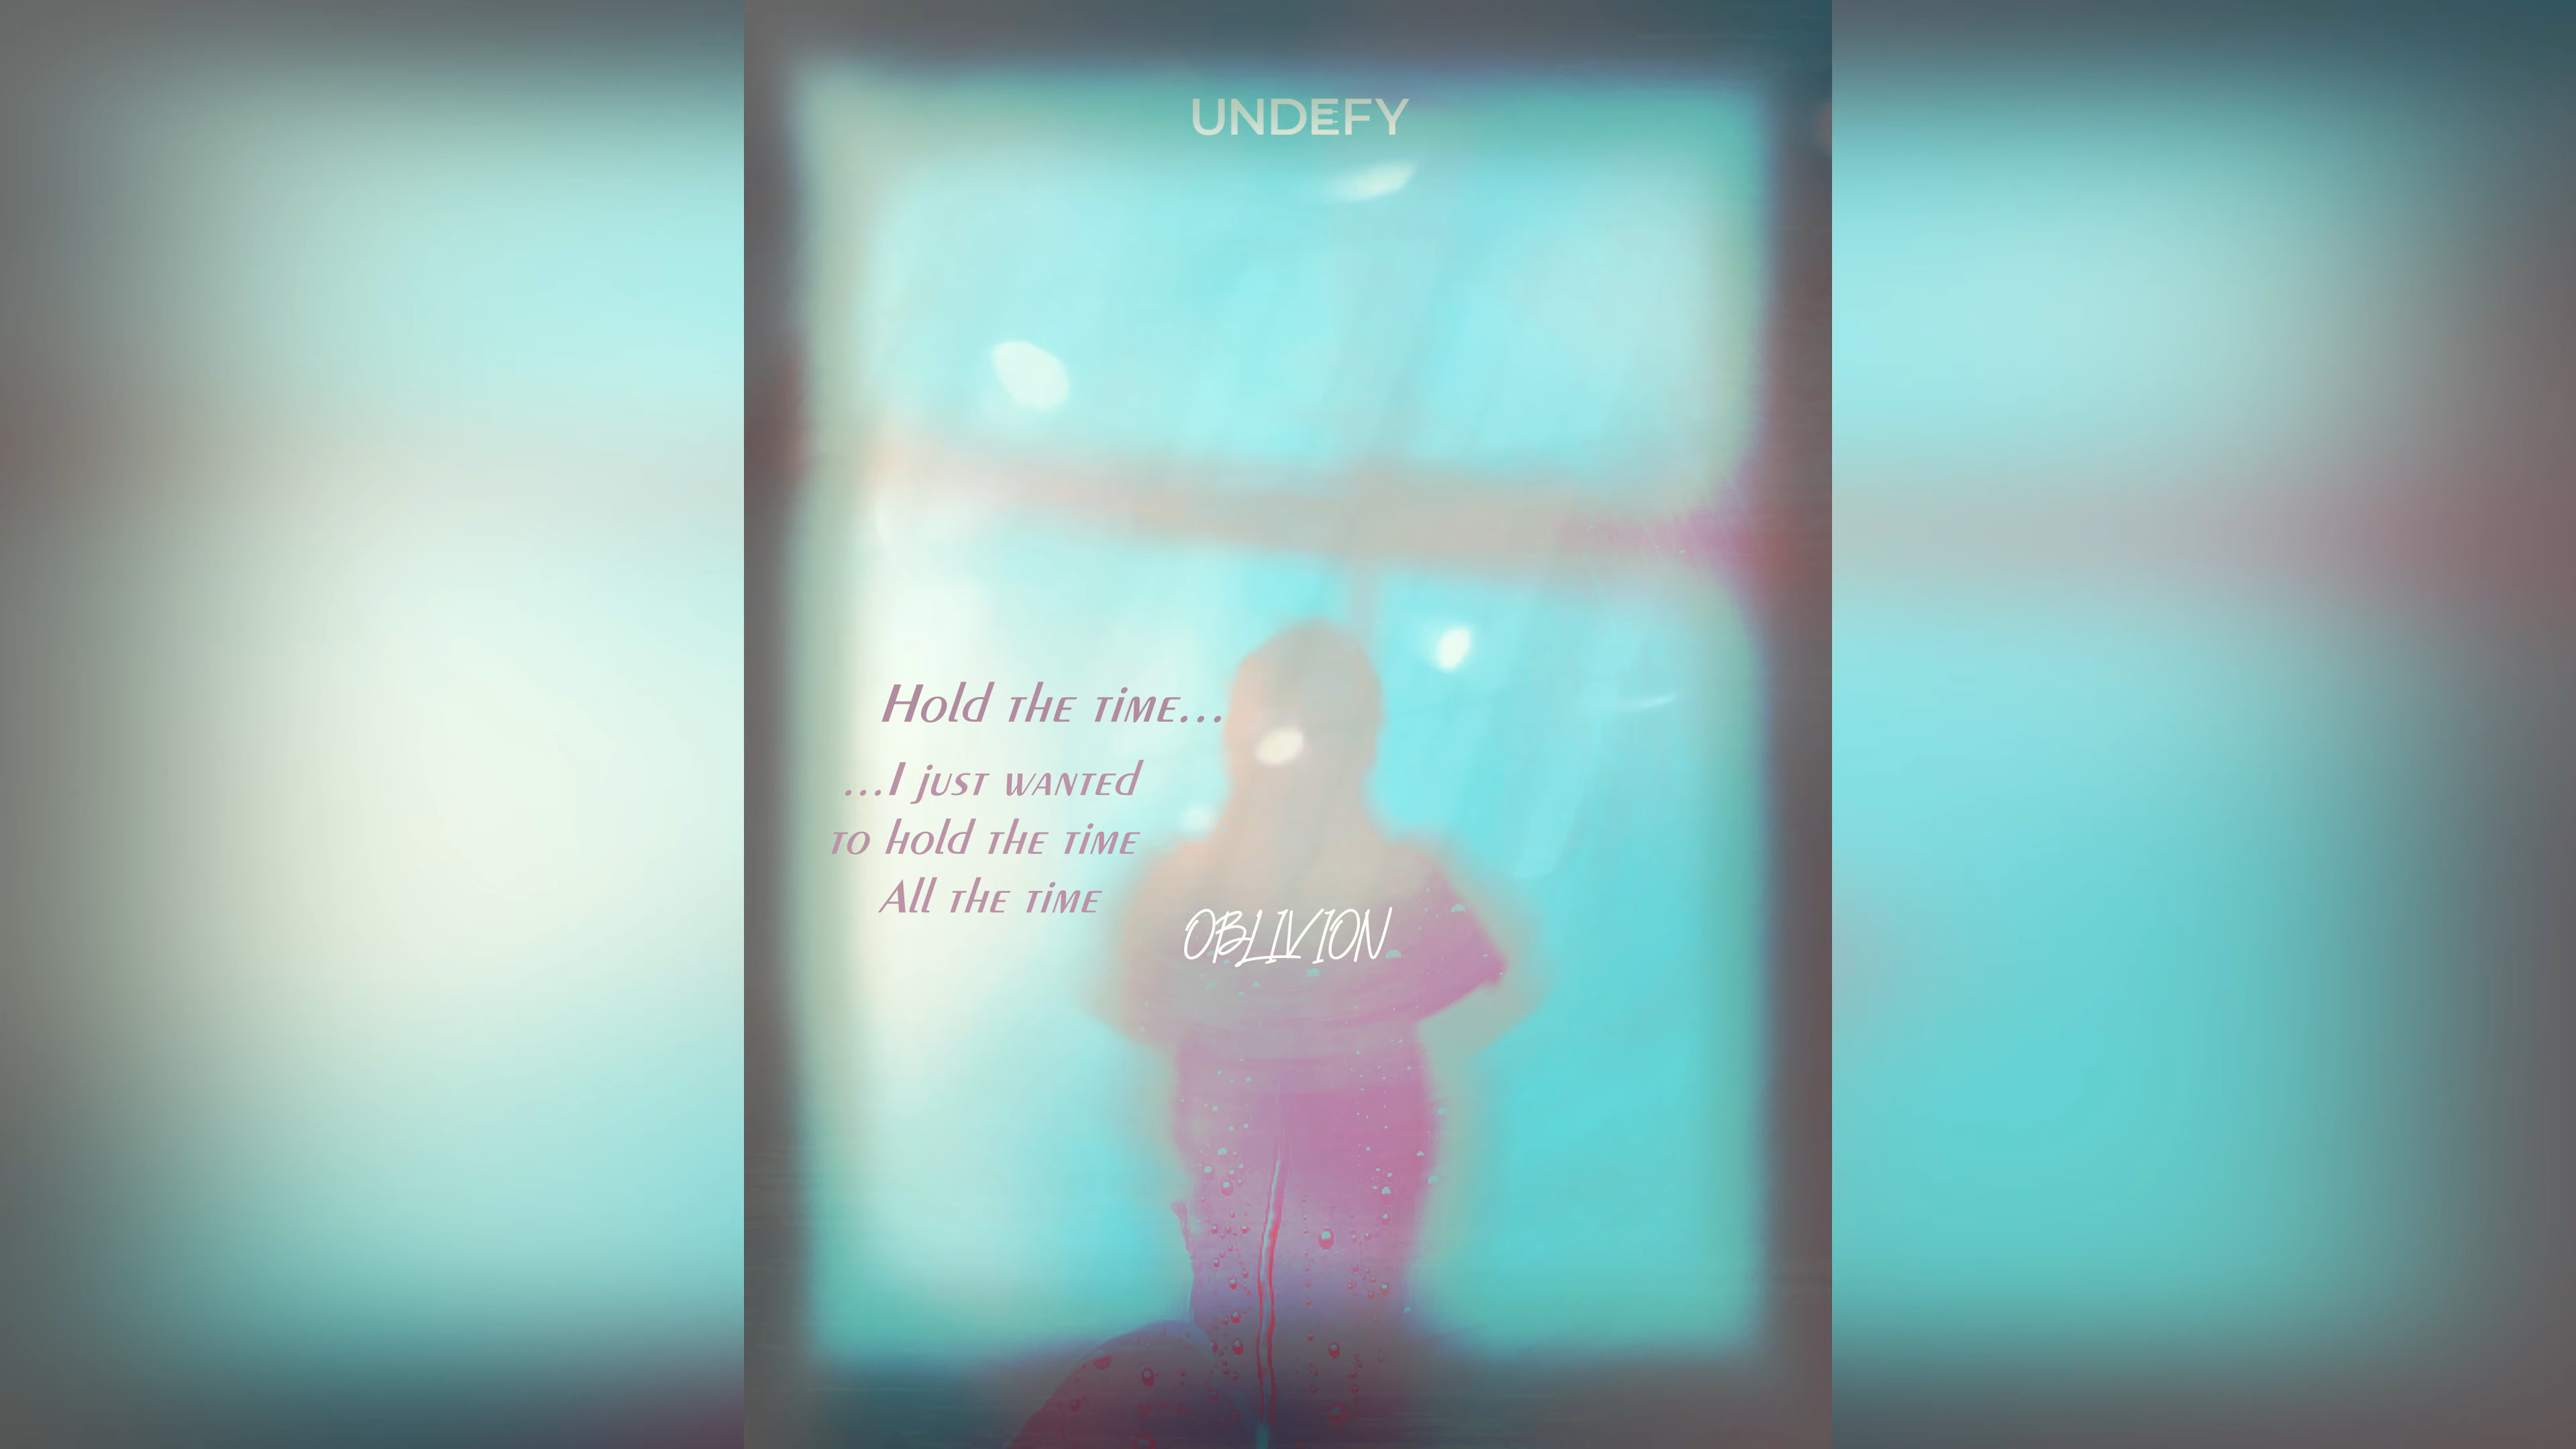 UNDEFY
Hold the time...
...I just wanted
to hold the time
All the time
OBLIVION